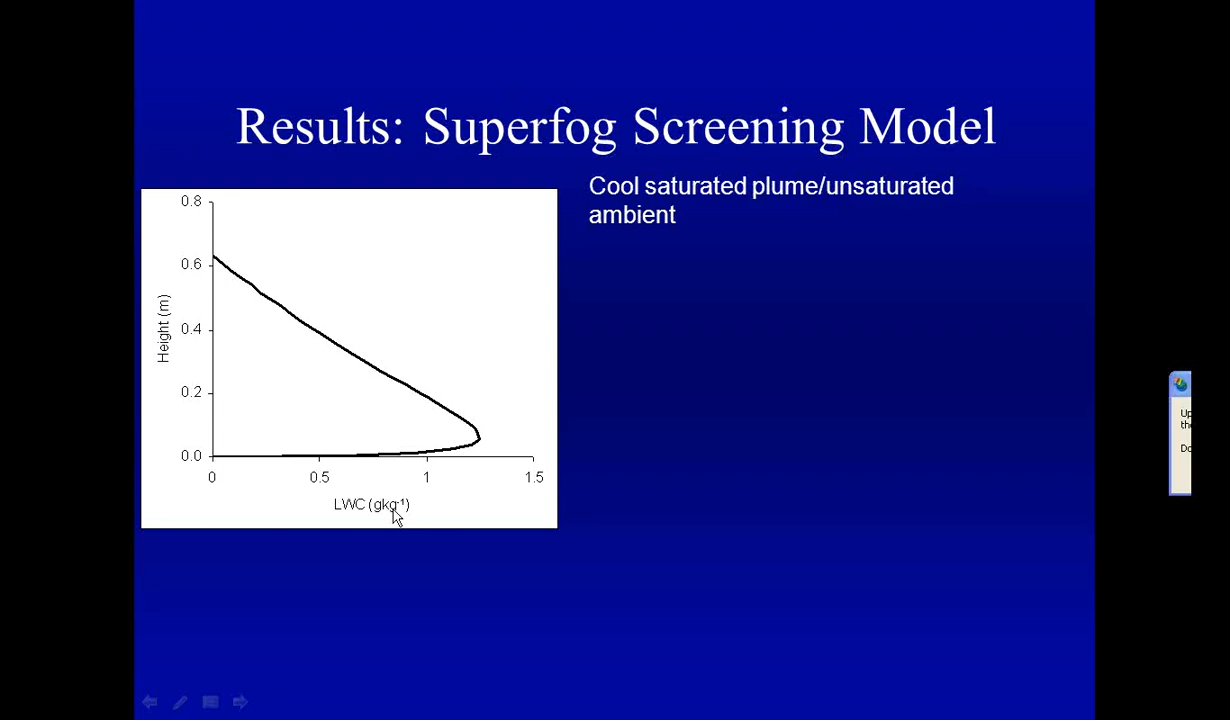 Results: Superfog Screening Model
Cool saturated plume/unsaturated
ambient
0.8
0.6
0.4
0.2
0.0
Height (m)
0 0.5 1 1.5
LWC (gkg⁻¹)